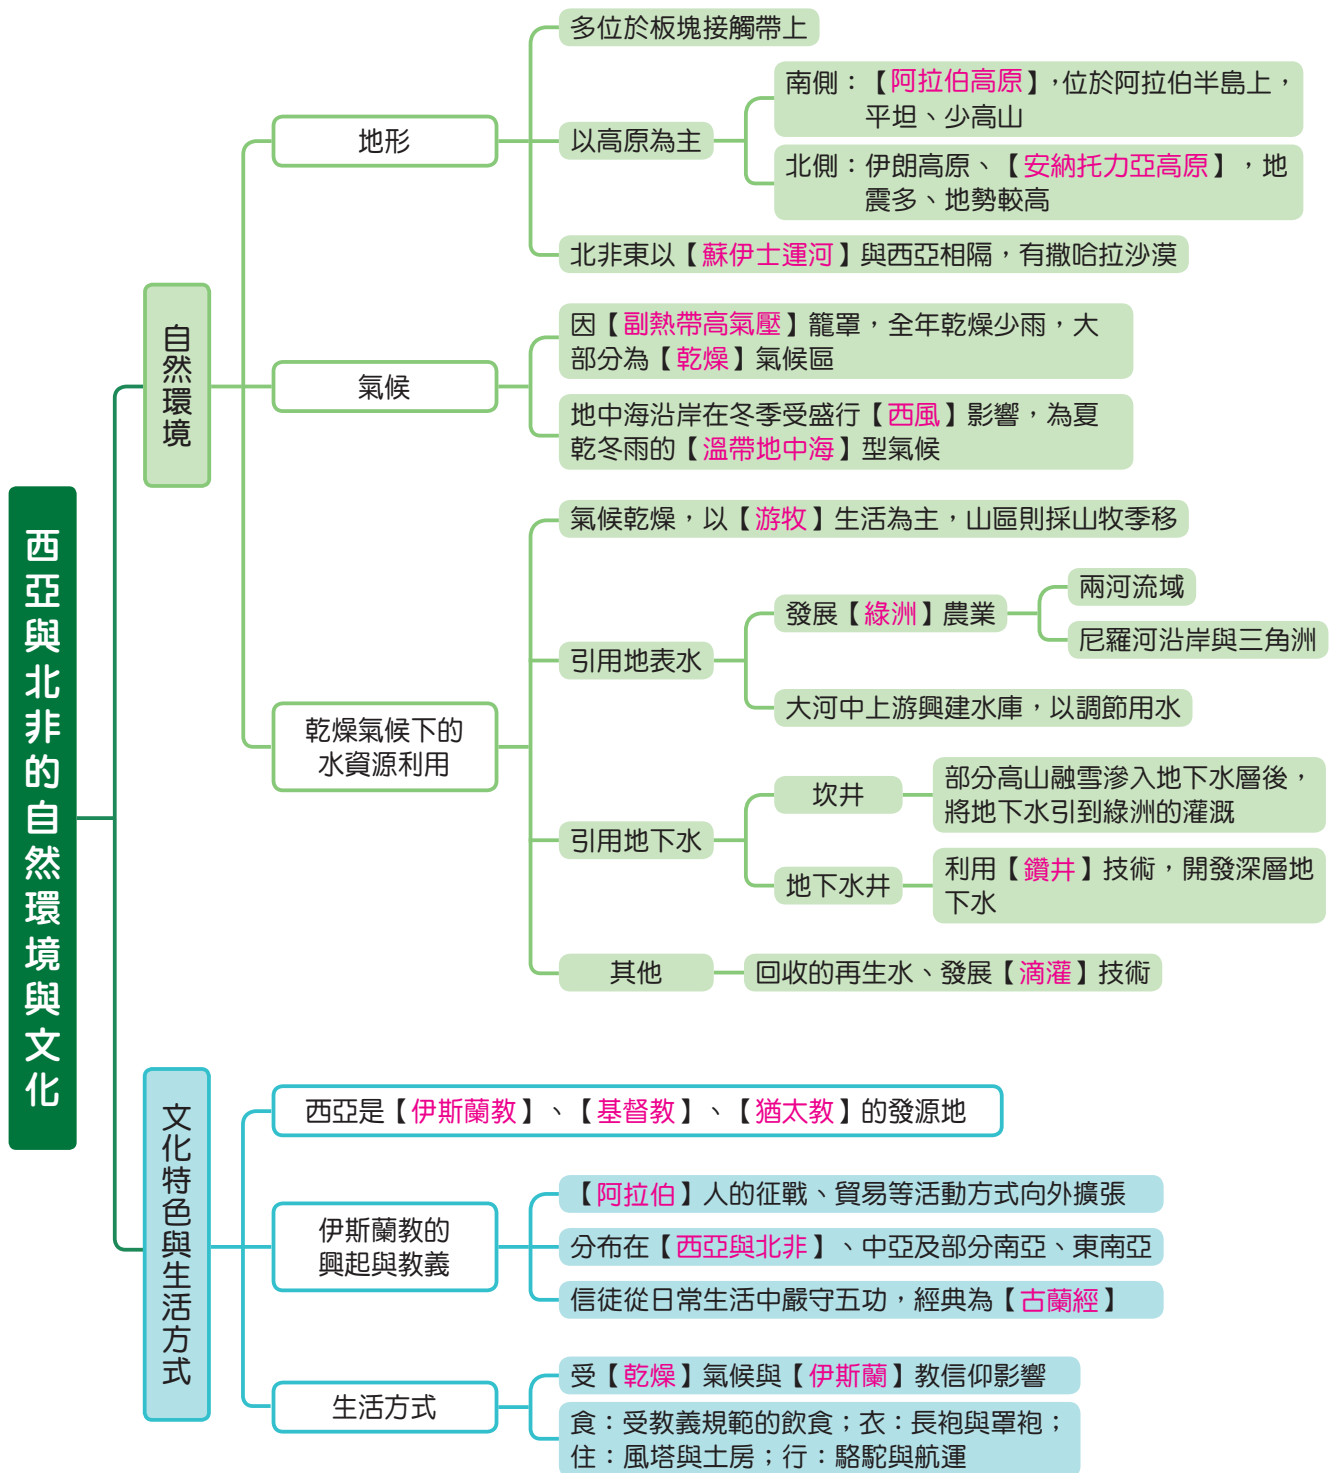 西亞與北非的自然環境與文化
自然環境
地形
多位於板塊接觸帶上
以高原為主
南側：【阿拉伯高原】，位於阿拉伯半島上，
平坦、少高山
北側：伊朗高原、【安納托力亞高原】，地
震多、地勢較高
北非東以【蘇伊士運河】與西亞相隔，有撒哈拉沙漠
氣候
因【副熱帶高氣壓】籠罩，全年乾燥少雨，大
部分為【乾燥】氣候區
地中海沿岸在冬季受盛行【西風】影響，為夏
乾冬雨的【溫帶地中海】型氣候
乾燥氣候下的
水資源利用
氣候乾燥，以【游牧】生活為主，山區則採山牧季移
引用地表水
發展【綠洲】農業
兩河流域
尼羅河沿岸與三角洲
大河中上游興建水庫，以調節用水
引用地下水
坎井
部分高山融雪滲入地下水層後，
將地下水引到綠洲的灌溉
地下水井
利用【鑽井】技術，開發深層地
下水
其他
回收的再生水、發展【滴灌】技術
文化特色與生活方式
西亞是【伊斯蘭教】、【基督教】、【猶太教】的發源地
伊斯蘭教的
興起與教義
【阿拉伯】人的征戰、貿易等活動方式向外擴張
分布在【西亞與北非】、中亞及部分南亞、東南亞
信徒從日常生活中嚴守五功，經典為【古蘭經】
生活方式
受【乾燥】氣候與【伊斯蘭】教信仰影響
食：受教義規範的飲食；衣：長袍與罩袍；
住：風塔與土房；行：駱駝與航運